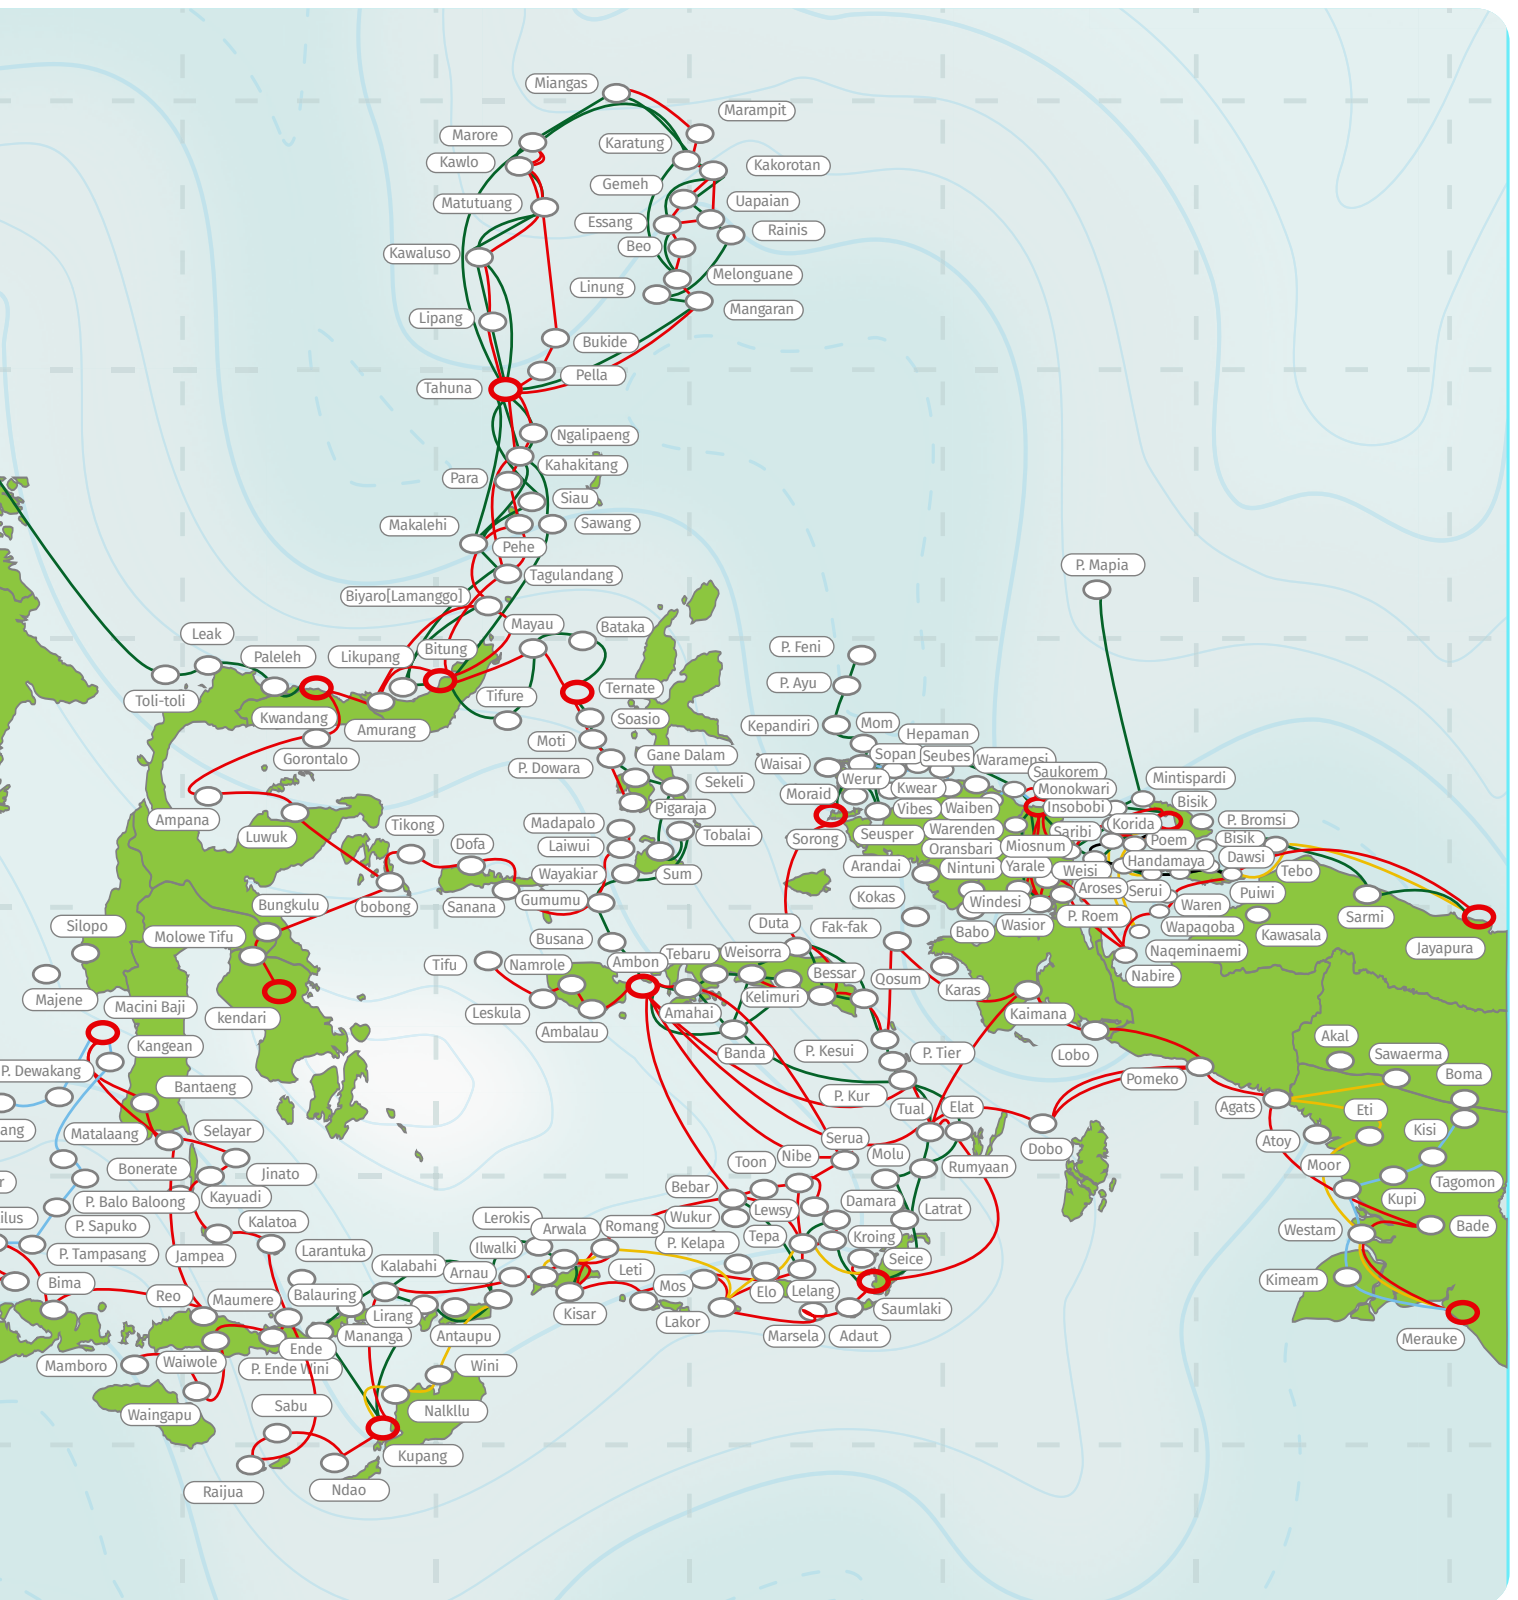 Miangas
Marampit
Marore
Karatung
Kawlo
Kakorotan
Gemeh
Matutuang
Uapaian
Essang
Rainis
Beo
Kawaluso
Melonguane
Linung
Mangaran
Lipang
Bukide
Pella
Tahuna
Ngalipaeng
Kahakitang
Para
Siau
Makalehi
Sawang
Pehe
P. Mapia
Tagulandang
Biyaro[Lamanggo]
Mayau
Bataka
Leak
Paleleh
Likupang
Bitung
P. Feni
Toli-toli
Tifure
Ternate
P. Ayu
Kwandang
Amurang
Soasio
Kepandiri
Mom
Hepaman
Gorontalo
Moti
Gane Dalam
Sopan
Seubes
Waramensi
P. Dowara
Sekeli
Waisai
Werur
Kwear
Saukorem
Monokwari
Mintispardi
Moraid
Pigaraja
Vibes
Waiben
Insobobi
Bisik
Ampana
Luwuk
Tikong
Madapalo
Tobalai
Sorong
Seusper
Warenden
Saribi
Korida
P. Bromsi
Dofa
Laiwui
Oransbari
Miosnum
Poem
Bisik
Wayakiar
Sum
Arandai
Nintuni
Yarale
Weisi
Handamaya
Dawsi
Tebo
Bungkulu
bobong
Sanana
Gumumu
Kokas
Windesi
Aroses
Serui
Puiwi
Silopo
Molowe Tifu
Duta
Fak-fak
Babo
Wasior
P. Roem
Waren
Wapaqoba
Kawasala
Sarmi
Jayapura
Busana
Tifu
Namrole
Ambon
Tebaru
Weisorra
Naqeminaemi
Nabire
Majene
Macini Baji
kendari
Leskula
Ambalau
Amahai
Kelimuri
Bessar
Qosum
Karas
Kaimana
Kangean
Banda
P. Kesui
P. Tier
Lobo
Akal
Sawaerma
P. Dewakang
Bantaeng
P. Kur
Pomeko
Boma
Tual
Elat
Agats
Eti
ang
Matalaang
Selayar
Serua
Dobo
Atoy
Kisi
Bonerate
Jinato
Toon
Nibe
Molu
Rumyaan
Moor
r
P. Balo Baloong
Kayuadi
Bebar
Damara
Kupi
Tagomon
ilus
P. Sapuko
Kalatoa
Lerokis
Arwala
Romang
Wukur
Lewsy
Latrat
Westam
Bade
P. Tampasang
Jampea
Larantuka
Ilwalki
P. Kelapa
Tepa
Kroing
Bima
Kalabahi
Arnau
Leti
Seice
Kimeam
Reo
Maumere
Balauring
Lirang
Kisar
Mos
Elo
Lelang
Saumlaki
Lakor
Marsela
Adaut
Merauke
Mamboro
Waiwole
Ende
Mananga
Antaupu
P. Ende Wini
Wini
Waingapu
Sabu
Nalkllu
Kupang
Raijua
Ndao